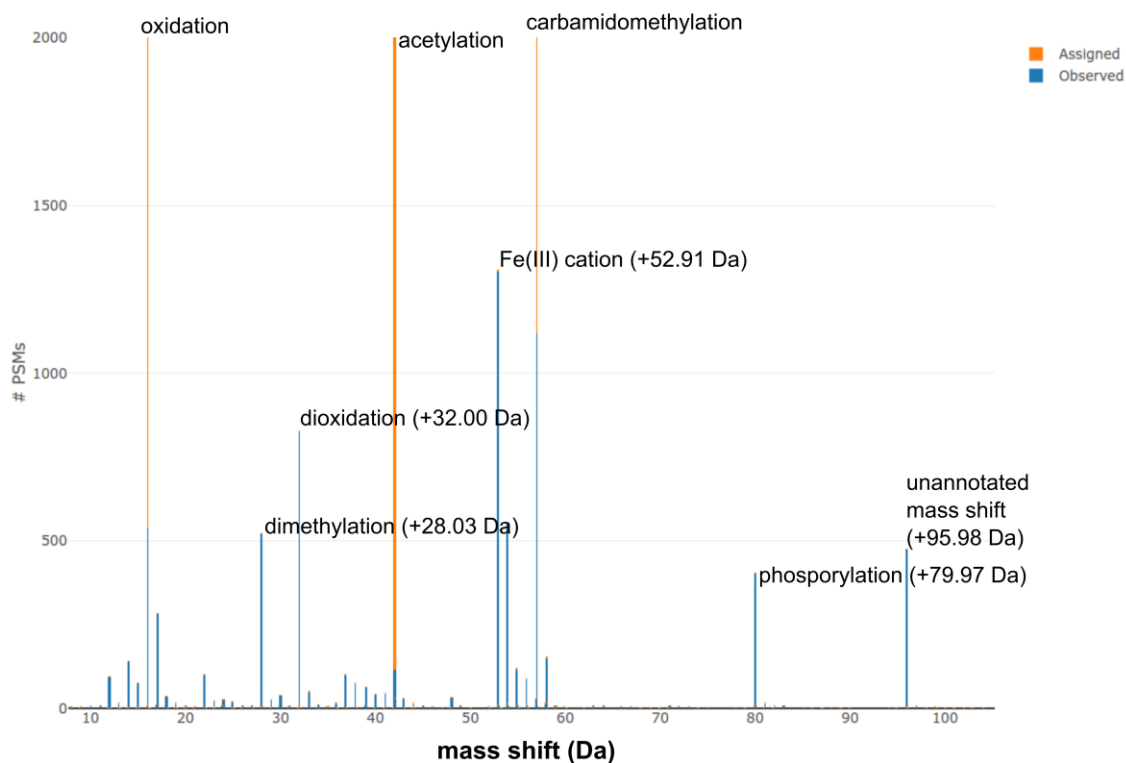 oxidation
carbamidomethylation
2000
acetylation
Assigned
Observed
1500
Fe(III) cation (+52.91 Da)
# PSMs
1000
dioxidation (+32.00 Da)
unannotated
mass shift
(+95.98 Da)
dimethylation (+28.03 Da)
500
phosporylation (+79.97 Da)
0
10 20 30 40 50 60 70 80 90 100
mass shift (Da)